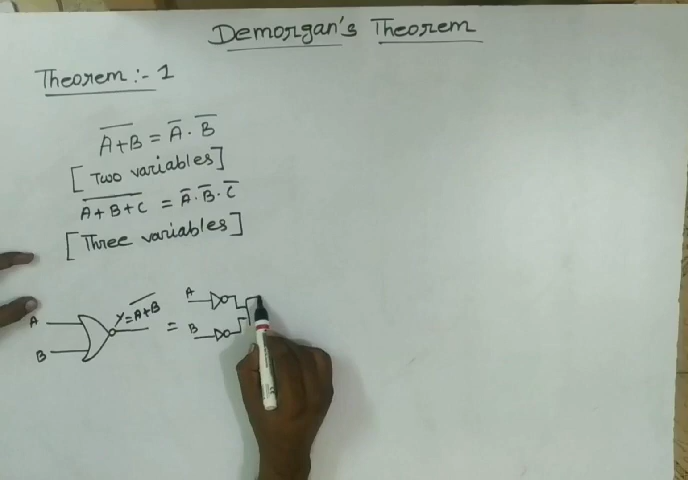 Demorgan's Theorem
Theorem :- 1
A̅+̅B̅ = A̅ . B̅
[ Two variables ]
A̅+̅B̅+̅C̅ = A̅ . B̅ . C̅
[ Three variables ]
A
B
Y = A̅+̅B̅
=
A
B